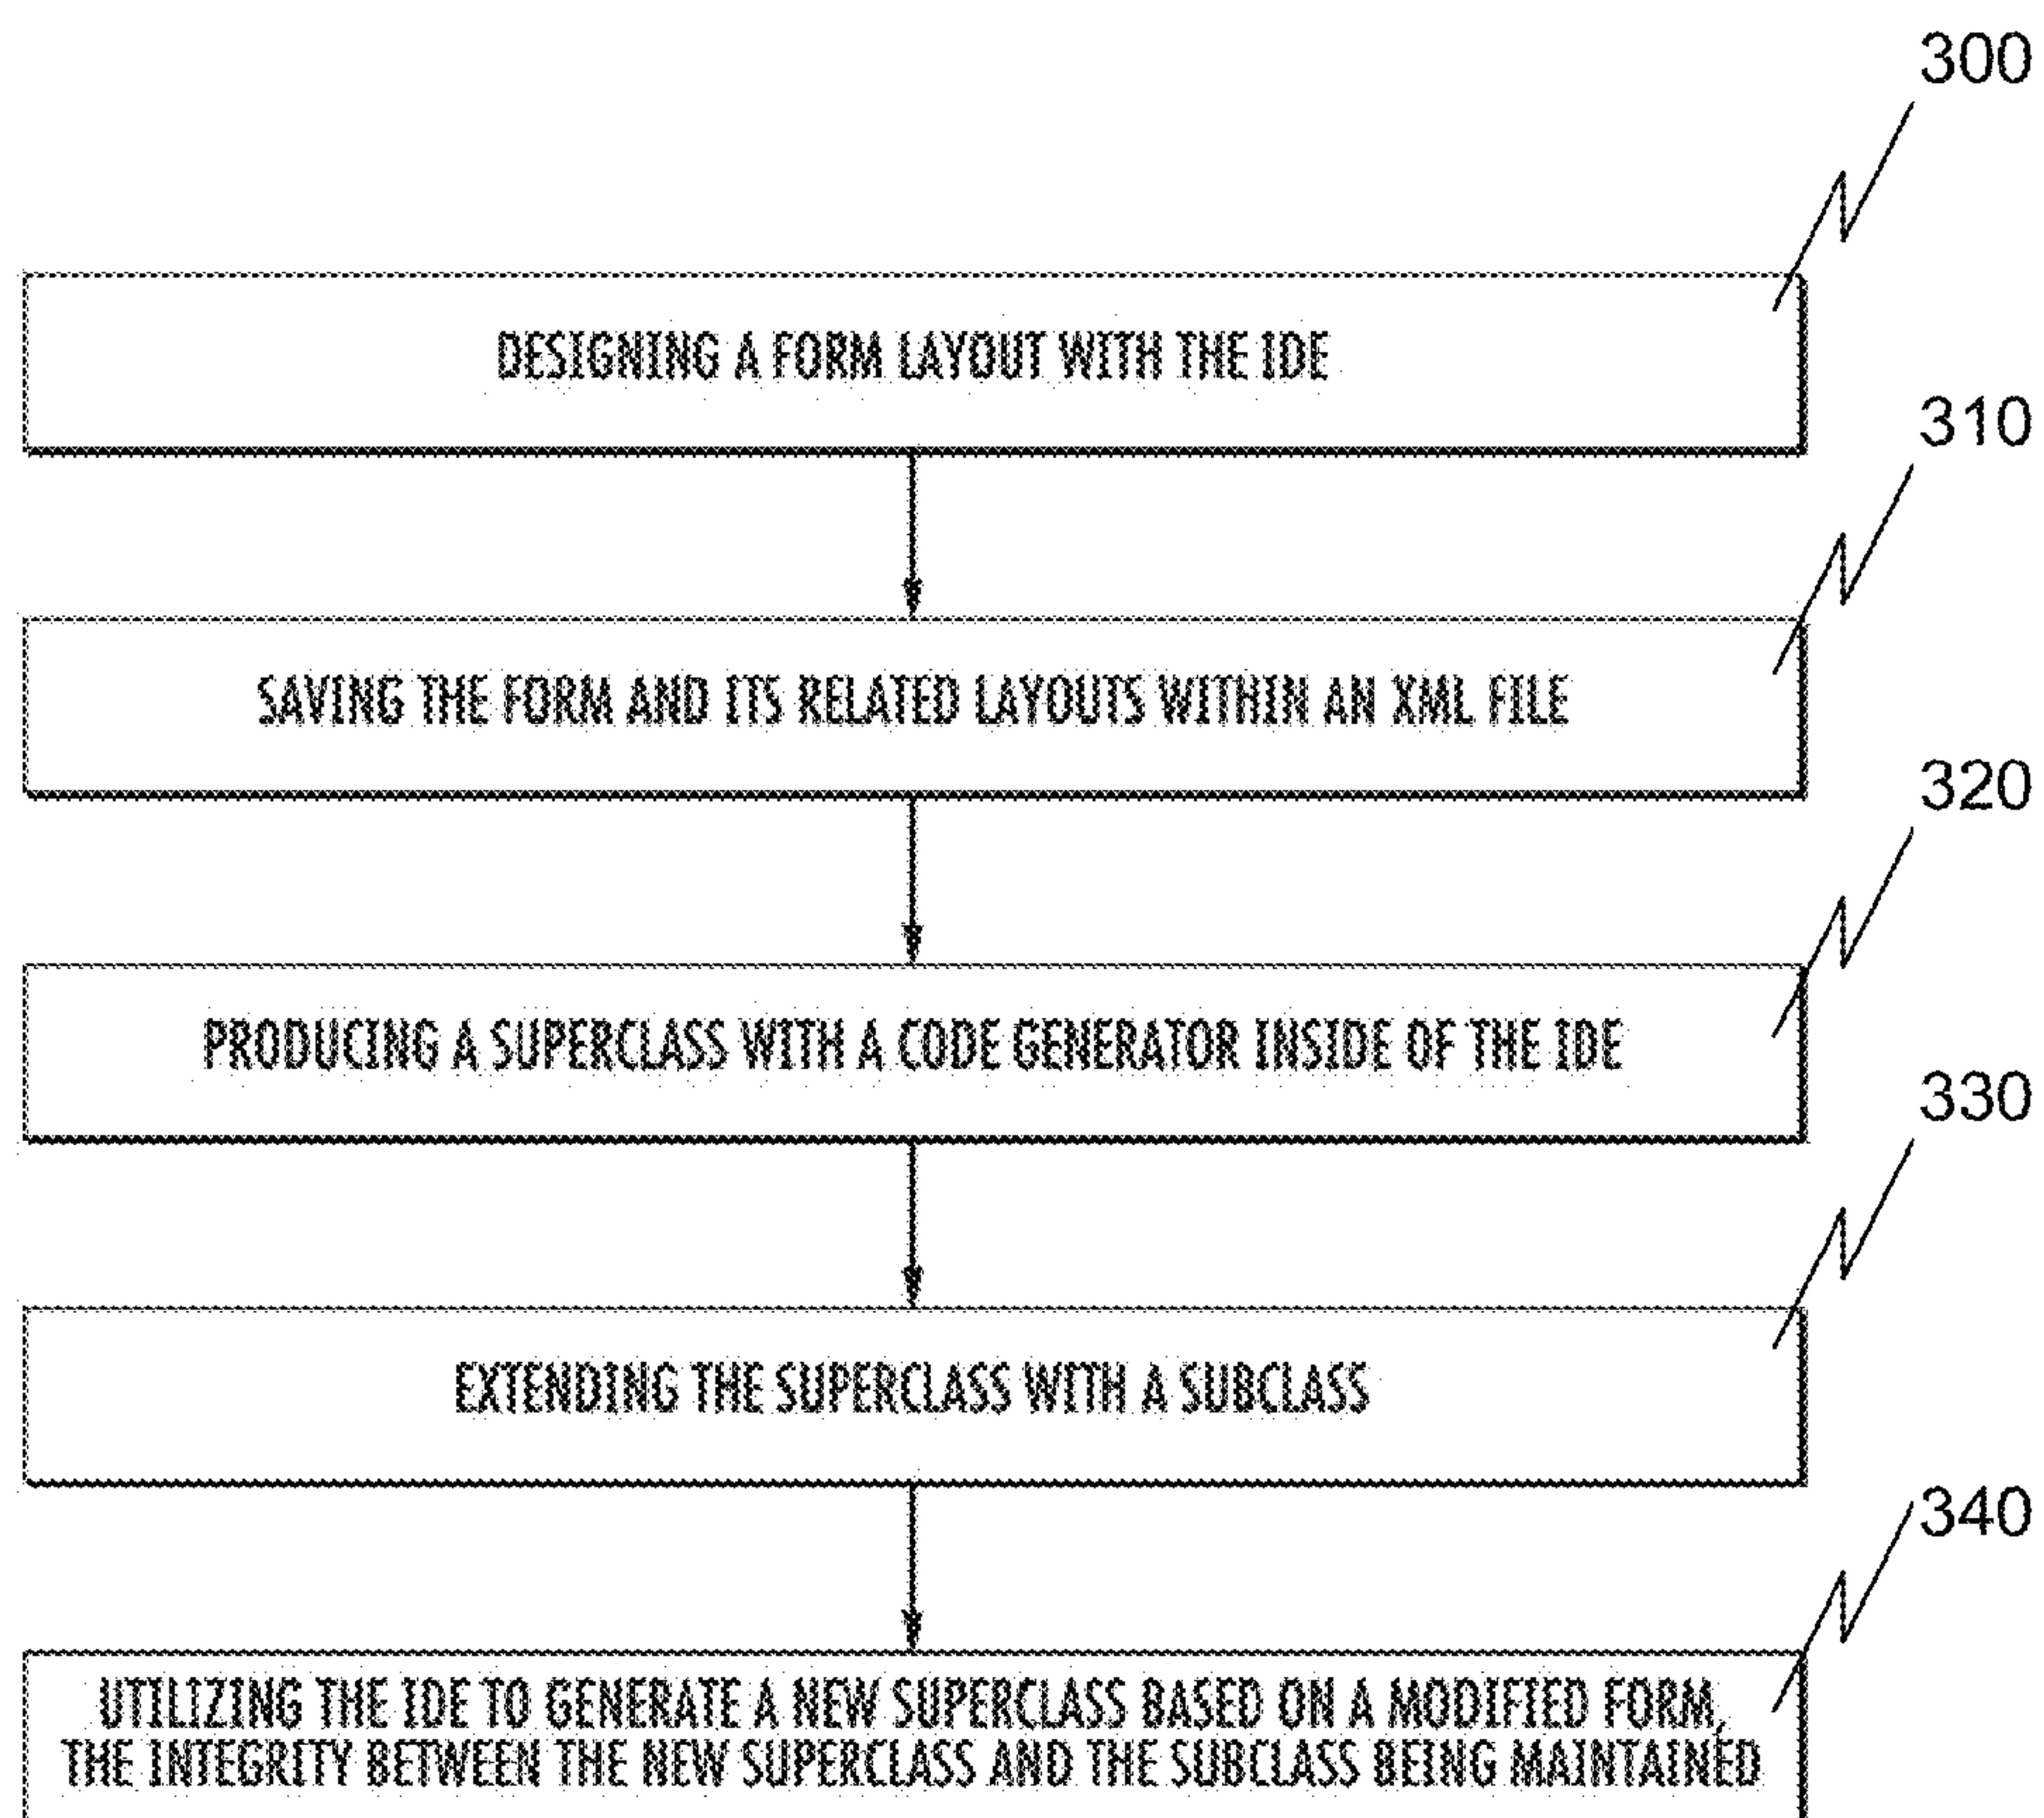 300
DESIGNING A FORM LAYOUT WITH THE IDE
310
SAVING THE FORM AND ITS RELATED LAYOUTS WITHIN AN XML FILE
320
PRODUCING A SUPERCLASS WITH A CODE GENERATOR INSIDE OF THE IDE
330
EXTENDING THE SUPERCLASS WITH A SUBCLASS
340
UTILIZING THE IDE TO GENERATE A NEW SUPERCLASS BASED ON A MODIFIED FORM,
THE INTEGRITY BETWEEN THE NEW SUPERCLASS AND THE SUBCLASS BEING MAINTAINED